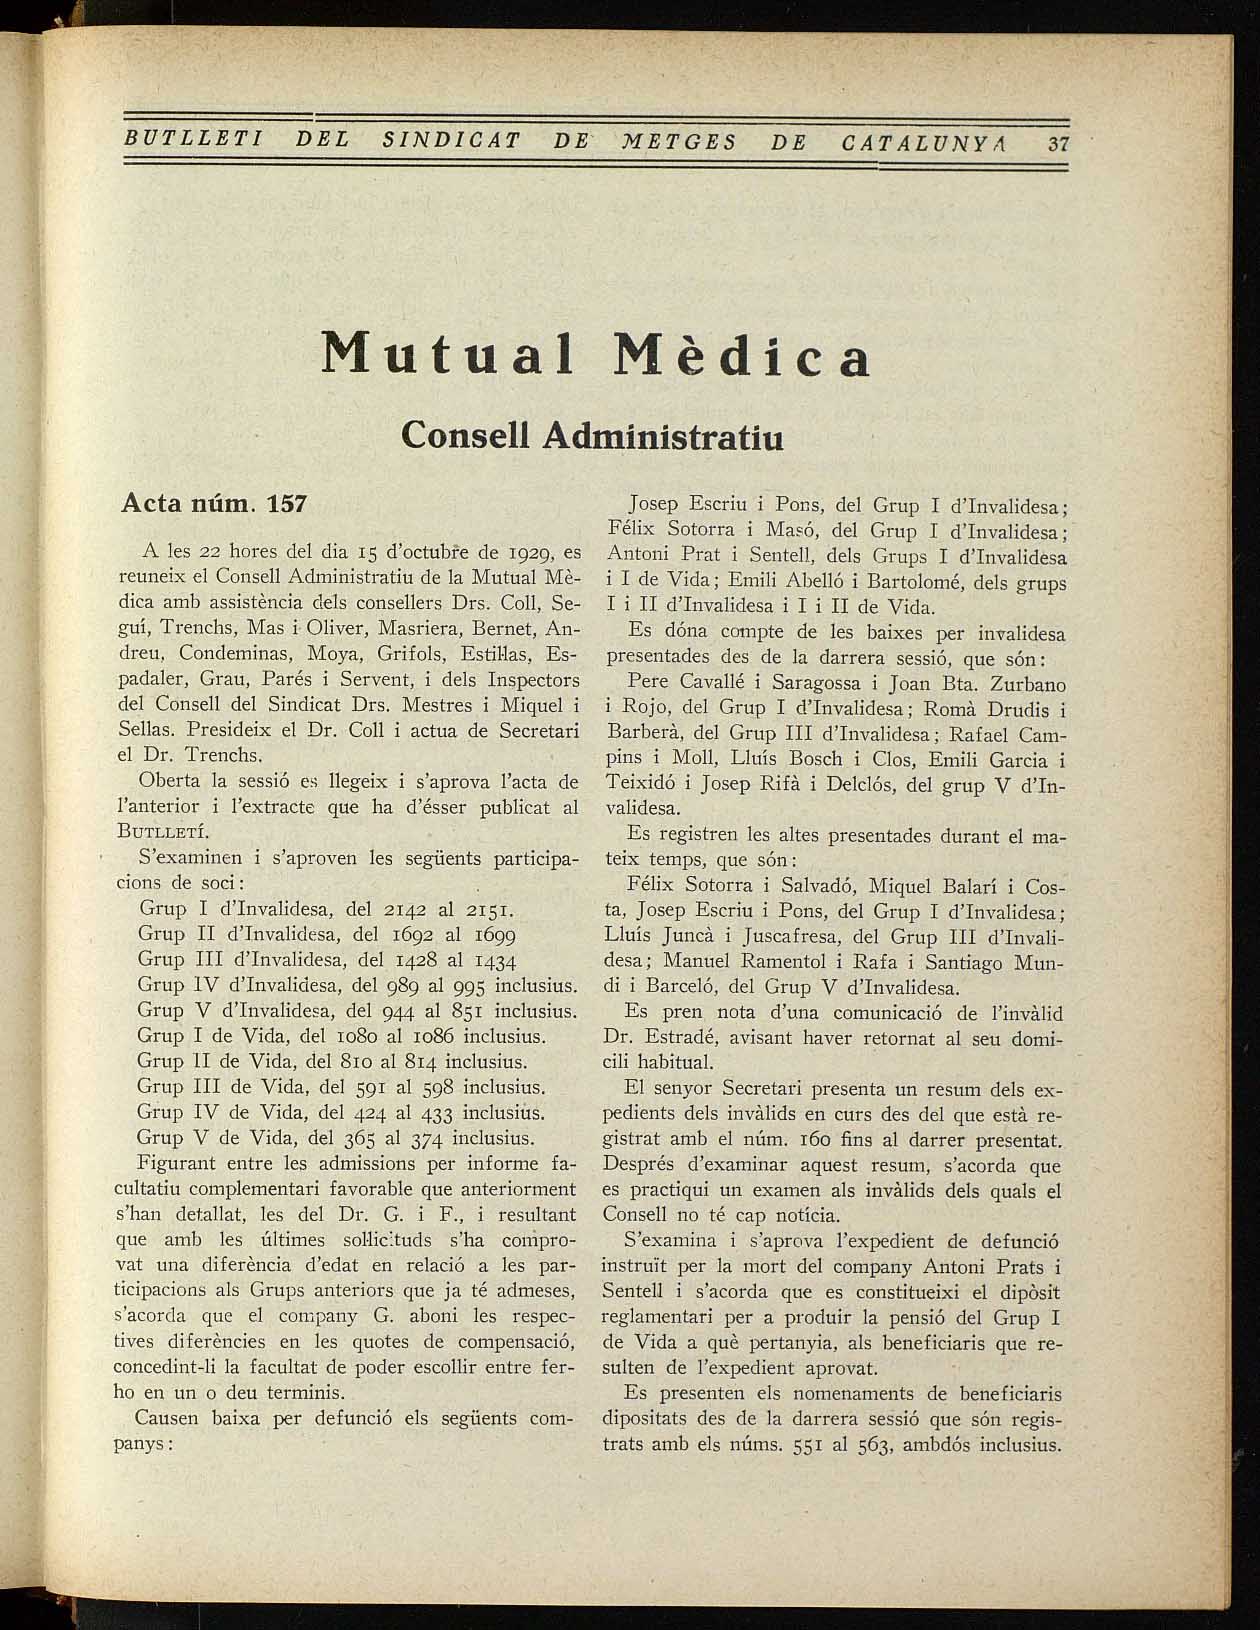 BUTLLETI DEL SINDICAT DE METGES DE CATALUNYA 37
Mutual Mèdica
Consell Administratiu
Acta núm. 157
A les 22 hores del dia 15 d'octubre de 1929, es
reuneix el Consell Administratiu de la Mutual Mè-
dica amb assistència dels consellers Drs. Coll, Se-
guí, Trenchs, Mas i Oliver, Masriera, Bernet, An-
dreu, Condeminas, Moya, Grifols, Estil·las, Es-
padaler, Grau, Parés i Servent, i dels Inspectors
del Consell del Sindicat Drs. Mestres i Miquel i
Sellas. Presideix el Dr. Coll i actua de Secretari
el Dr. Trenchs.
Oberta la sessió es llegeix i s'aprova l'acta de
l'anterior i l'extracte que ha d'ésser publicat al
BUTLLETÍ.
S'examinen i s'aproven les següents participa-
cions de soci:
Grup I d'Invalidesa, del 2142 al 2151.
Grup II d'Invalidesa, del 1692 al 1699
Grup III d'Invalidesa, del 1428 al 1434
Grup IV d'Invalidesa, del 989 al 995 inclusius.
Grup V d'Invalidesa, del 944 al 851 inclusius.
Grup I de Vida, del 1080 al 1086 inclusius.
Grup II de Vida, del 810 al 814 inclusius.
Grup III de Vida, del 591 al 598 inclusius.
Grup IV de Vida, del 424 al 433 inclusius.
Grup V de Vida, del 365 al 374 inclusius.
Figurant entre les admissions per informe fa-
cultatiu complementari favorable que anteriorment
s'han detallat, les del Dr. G. i F., i resultant
que amb les últimes sol·licituds s'ha compro-
vat una diferència d'edat en relació a les par-
ticipacions als Grups anteriors que ja té admeses,
s'acorda que el company G. aboni les respec-
tives diferències en les quotes de compensació,
concedint-li la facultat de poder escollir entre fer-
ho en un o deu terminis.
Causen baixa per defunció els següents com-
panys:
Josep Escriu i Pons, del Grup I d'Invalidesa;
Félix Sotorra i Masó, del Grup I d'Invalidesa;
Antoni Prat i Sentell, dels Grups I d'Invalidesa
i I de Vida; Emili Abelló i Bartolomé, dels grups
I i II d'Invalidesa i I i II de Vida.
Es dóna compte de les baixes per invalidesa
presentades des de la darrera sessió, que són:
Pere Cavallé i Saragossa i Joan Bta. Zurbano
i Rojo, del Grup I d'Invalidesa; Romà Drudis i
Barberà, del Grup III d'Invalidesa; Rafael Cam-
pins i Moll, Lluís Bosch i Clos, Emili Garcia i
Teixidó i Josep Rifà i Delclós, del grup V d'In-
validesa.
Es registren les altes presentades durant el ma-
teix temps, que són:
Félix Sotorra i Salvadó, Miquel Balarí i Cos-
ta, Josep Escriu i Pons, del Grup I d'Invalidesa;
Lluís Juncà i Juscafresa, del Grup III d'Invali-
desa; Manuel Ramentol i Rafa i Santiago Mun-
di i Barceló, del Grup V d'Invalidesa.
Es pren nota d'una comunicació de l'invàlid
Dr. Estradé, avisant haver retornat al seu domi-
cili habitual.
El senyor Secretari presenta un resum dels ex-
pedients dels invàlids en curs des del que està re-
gistrat amb el núm. 160 fins al darrer presentat.
Després d'examinar aquest resum, s'acorda que
es practiqui un examen als invàlids dels quals el
Consell no té cap notícia.
S'examina i s'aprova l'expedient de defunció
instruït per la mort del company Antoni Prats i
Sentell i s'acorda que es constitueixi el dipòsit
reglamentari per a produir la pensió del Grup I
de Vida a què pertanyia, als beneficiaris que re-
sulten de l'expedient aprovat.
Es presenten els nomenaments de beneficiaris
dipositats des de la darrera sessió que són regis-
trats amb els núms. 551 al 563, ambdós inclusius.